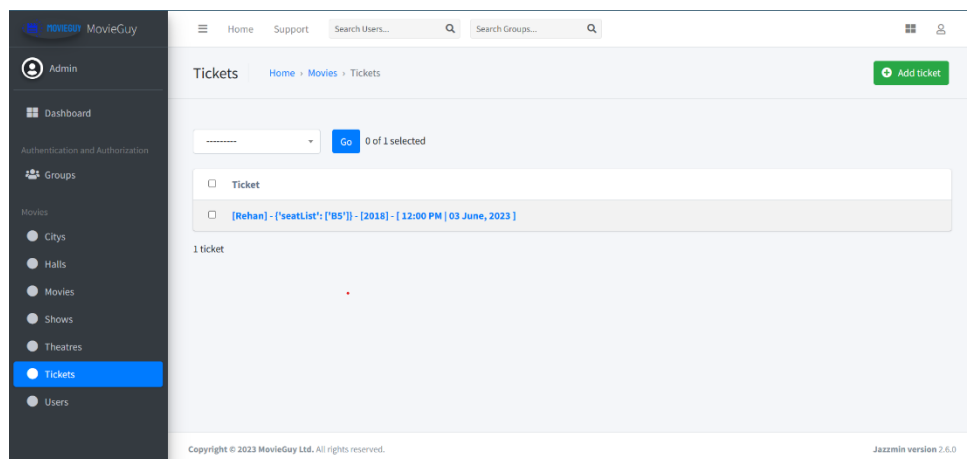 MOVIEGUY MovieGuy
Home Support Search Users... Search Groups...
Admin
Tickets Home › Movies › Tickets Add ticket
Dashboard
--------- Go 0 of 1 selected
Authentication and Authorization
Groups
Ticket
Movies
[Rehan] - {'seatList': ['B5']} - [2018] - [ 12:00 PM | 03 June, 2023 ]
Citys
1 ticket
Halls
Movies
Shows
Theatres
Tickets
Users
Copyright © 2023 MovieGuy Ltd. All rights reserved. Jazzmin version 2.6.0